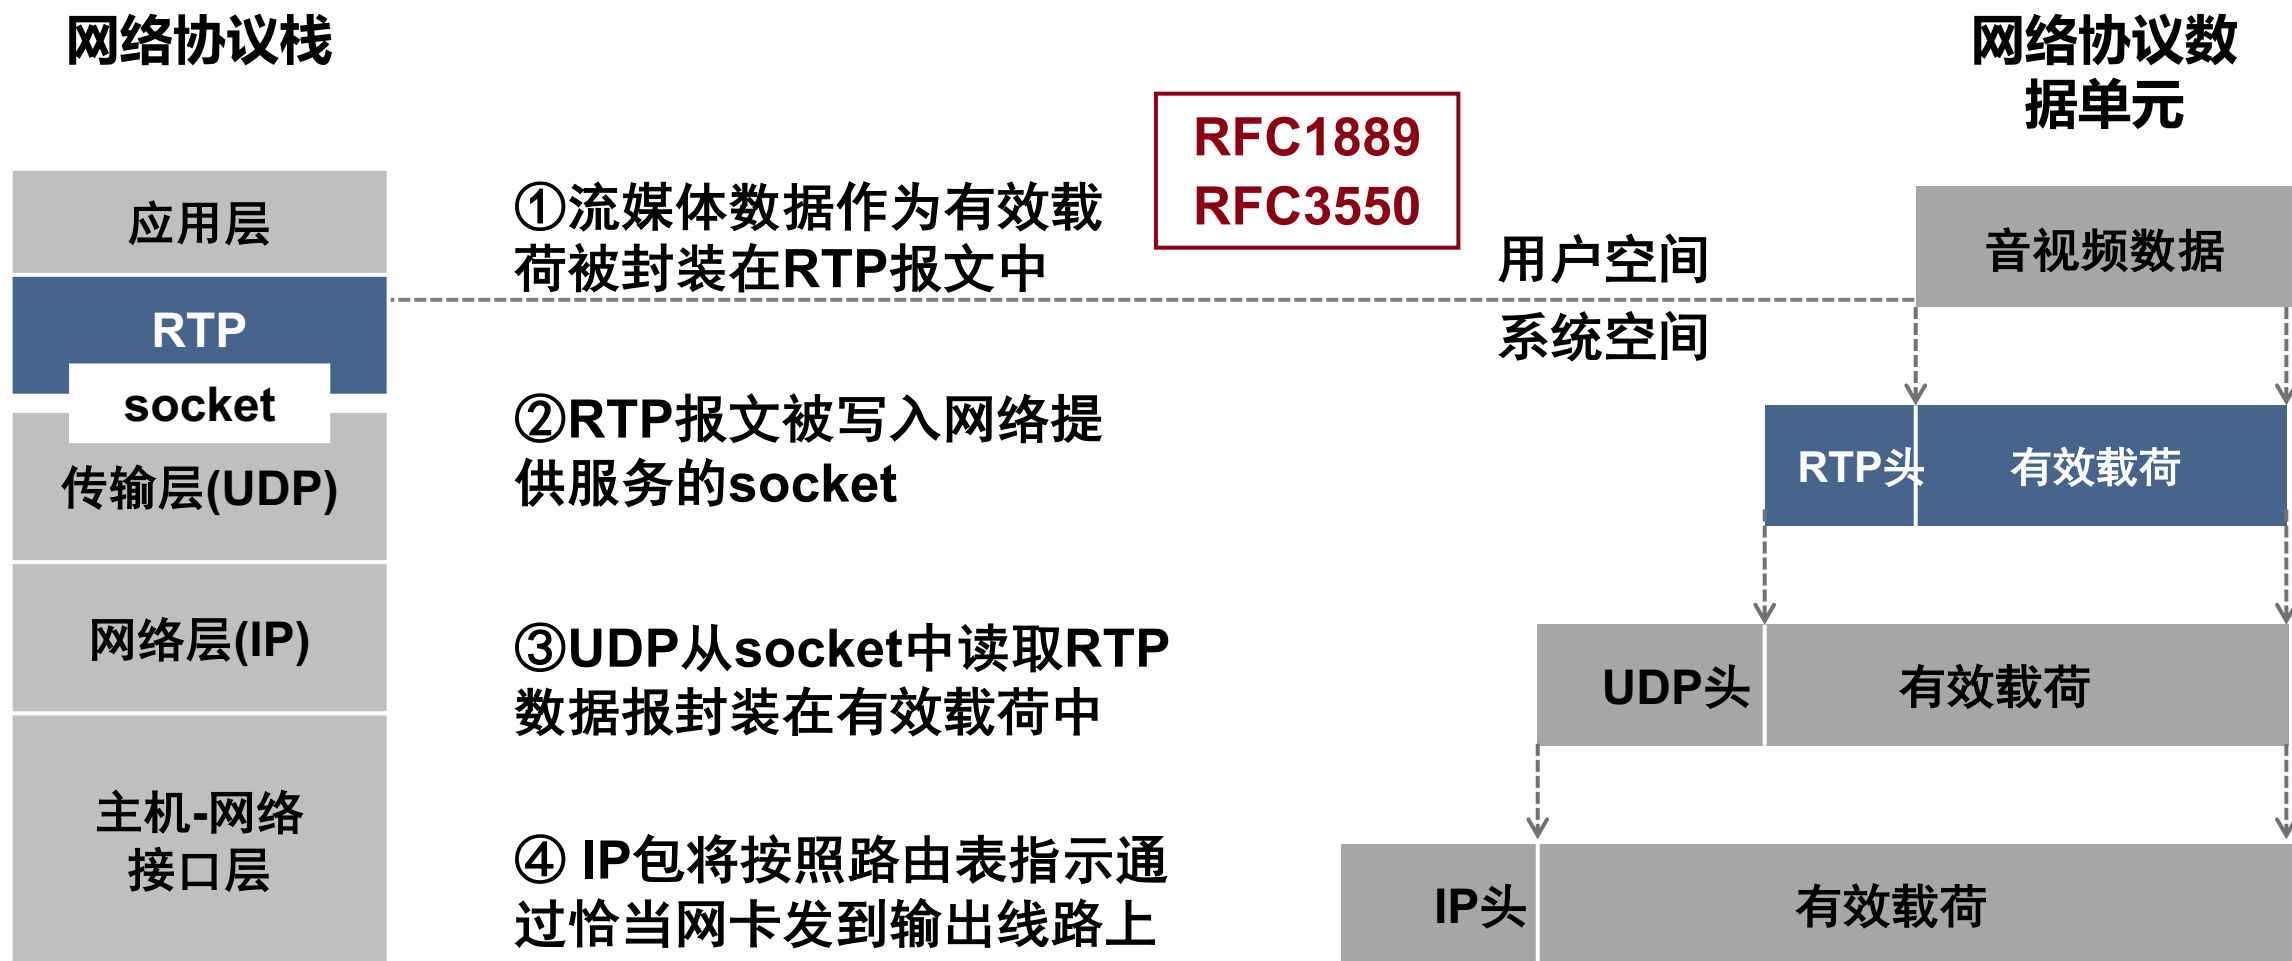 网络协议栈
网络协议数
据单元
RFC1889
RFC3550
应用层
RTP
socket
传输层(UDP)
网络层(IP)
主机-网络
接口层
①流媒体数据作为有效载
荷被封装在RTP报文中
用户空间
系统空间
②RTP报文被写入网络提
供服务的socket
③UDP从socket中读取RTP
数据报封装在有效载荷中
④ IP包将按照路由表指示通
过恰当网卡发到输出线路上
音视频数据
RTP头
有效载荷
UDP头
有效载荷
IP头
有效载荷